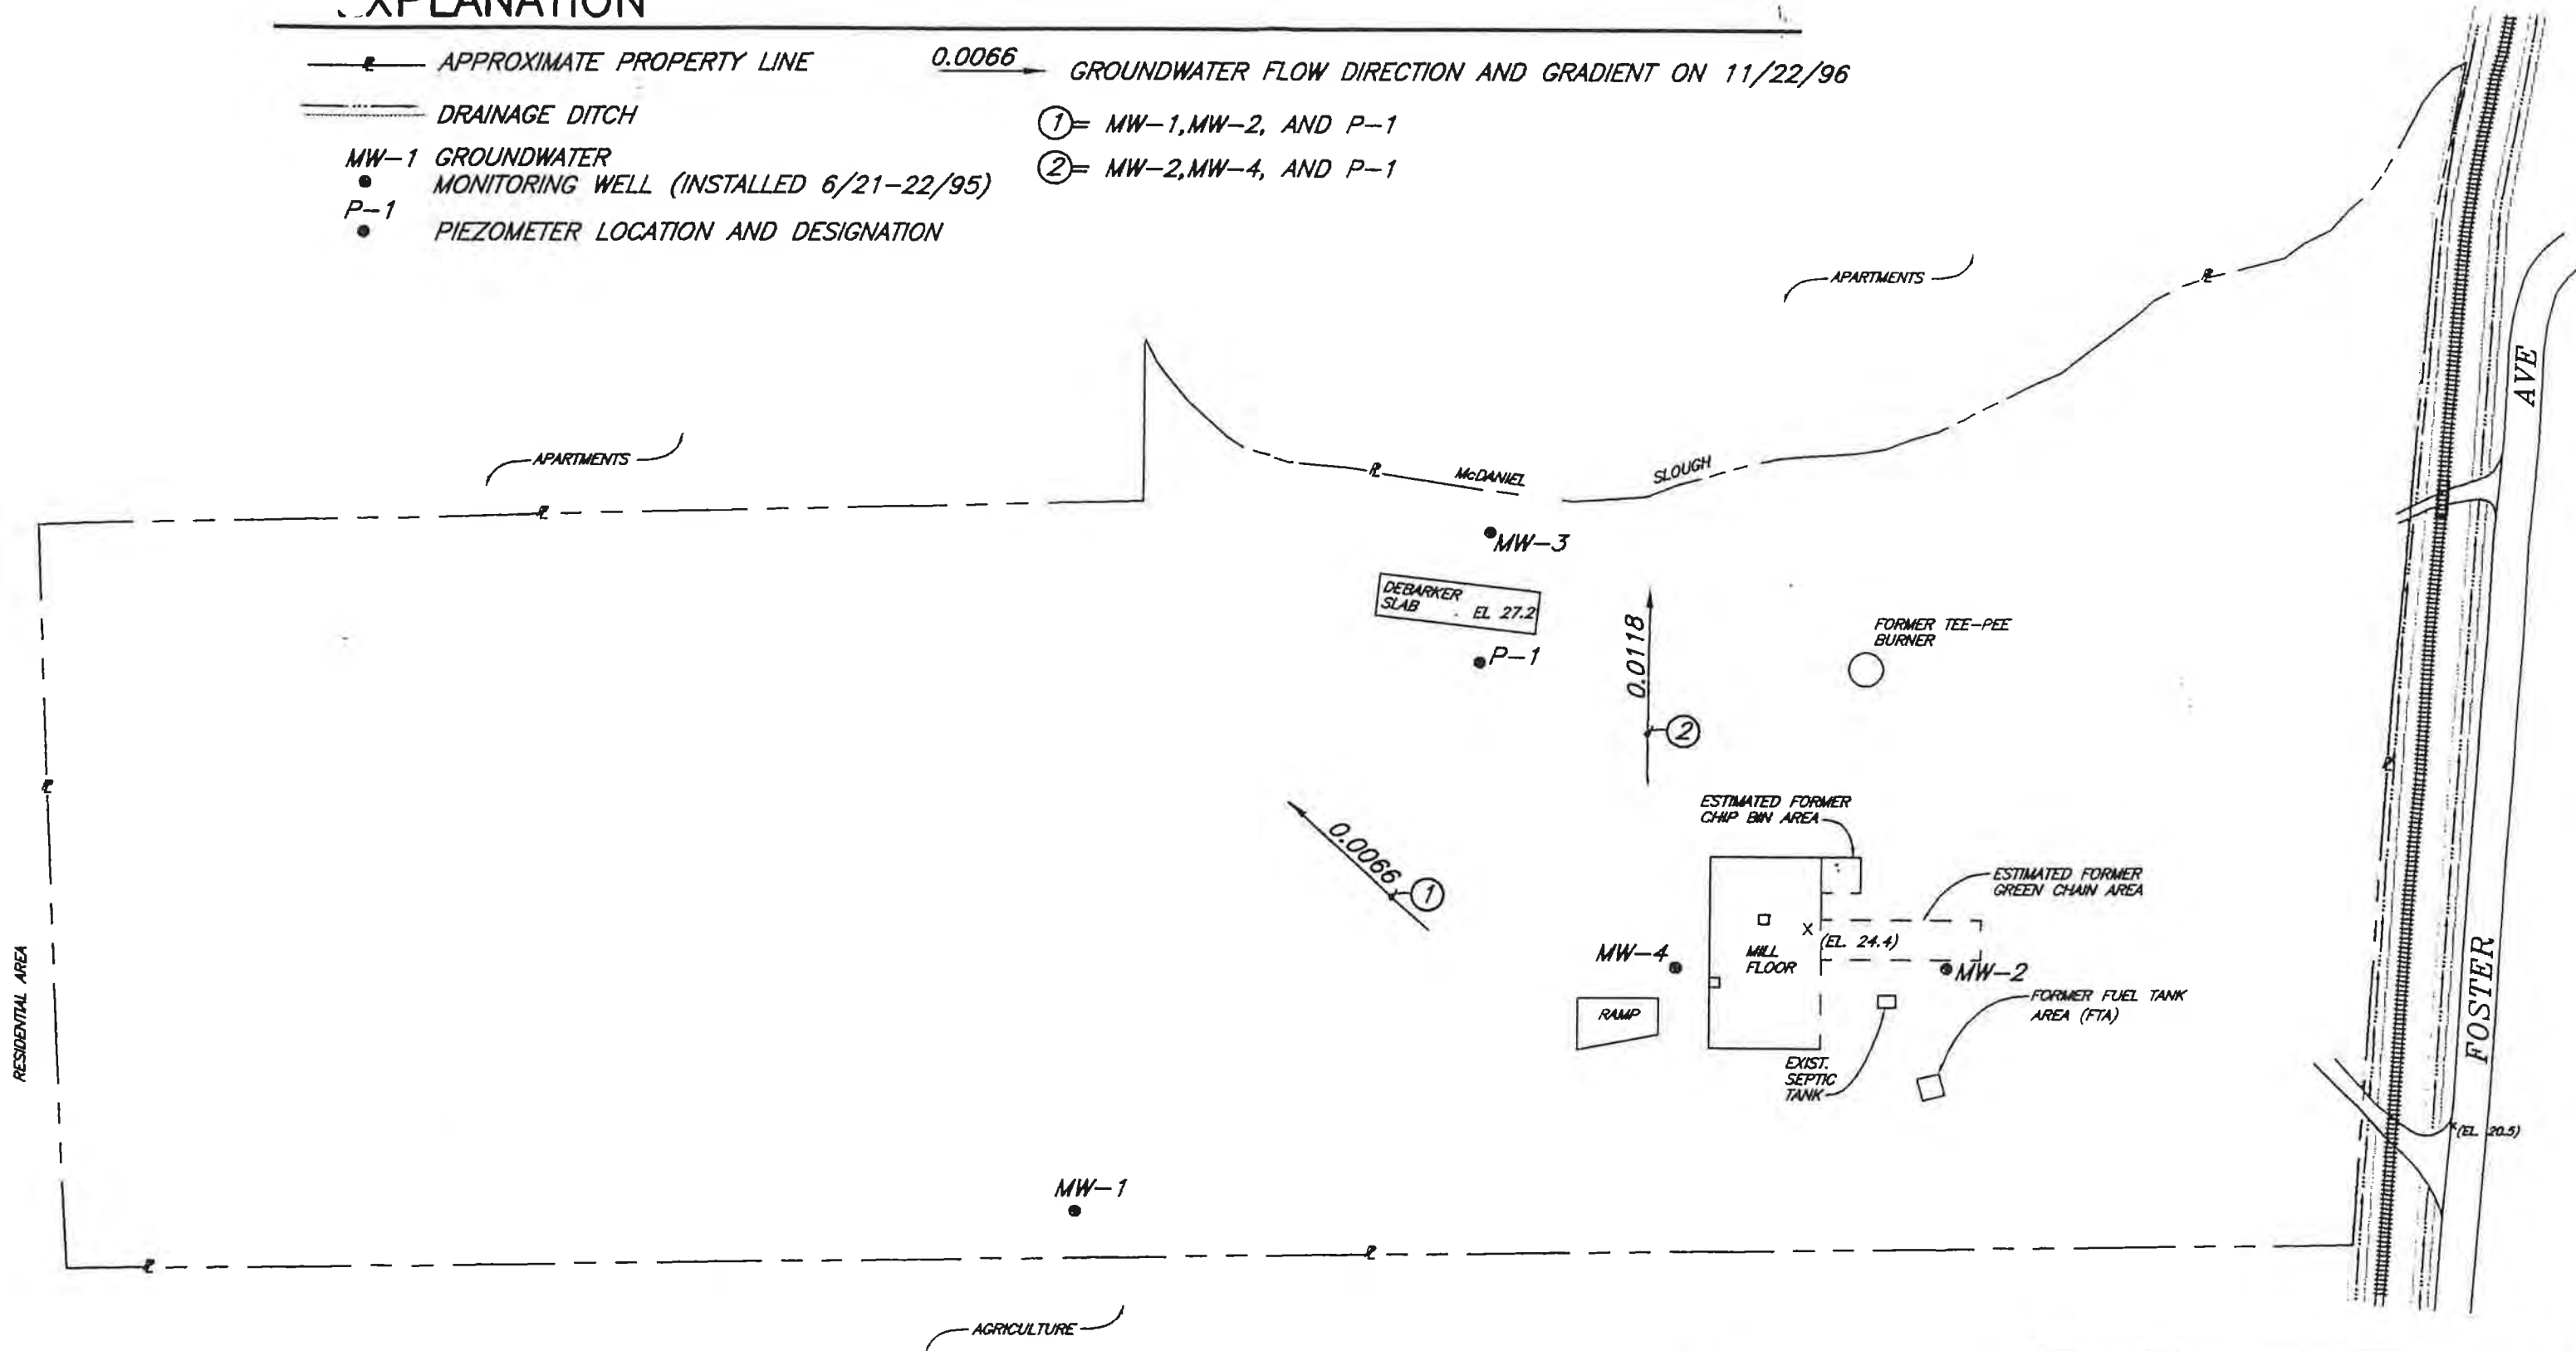 EXPLANATION
APPROXIMATE PROPERTY LINE
DRAINAGE DITCH
MW-1 GROUNDWATER
MONITORING WELL (INSTALLED 6/21-22/95)
P-1
PIEZOMETER LOCATION AND DESIGNATION
0.0066
GROUNDWATER FLOW DIRECTION AND GRADIENT ON 11/22/96
1 = MW-1,MW-2, AND P-1
2 = MW-2,MW-4, AND P-1
APARTMENTS
APARTMENTS
McDANIEL
SLOUGH
MW-3
DEBARKER
SLAB EL 27.2
P-1
0.0118
2
FORMER TEE-PEE
BURNER
0.0066
1
ESTIMATED FORMER
CHIP BIN AREA
ESTIMATED FORMER
GREEN CHAIN AREA
(EL. 24.4)
MILL
FLOOR
MW-4
MW-2
RAMP
FORMER FUEL TANK
AREA (FTA)
EXIST.
SEPTIC
TANK
FOSTER AVE
(EL 20.5)
RESIDENTIAL AREA
MW-1
AGRICULTURE